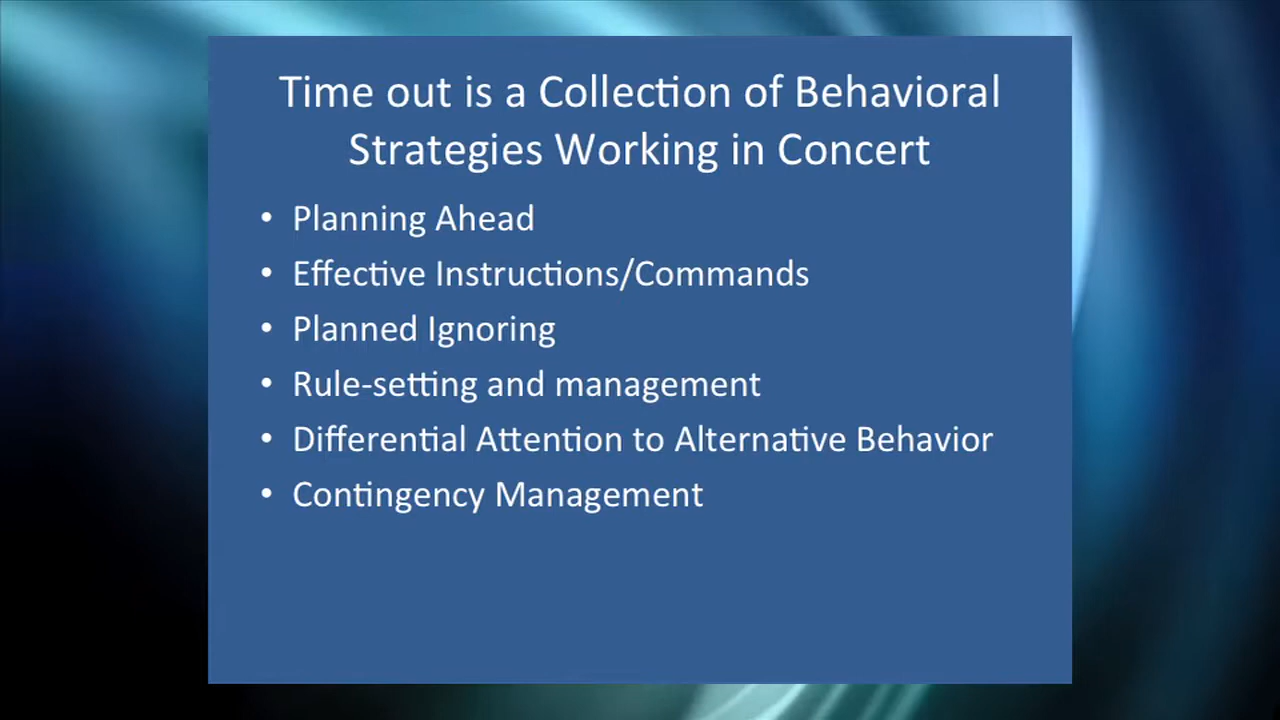 Time out is a Collection of Behavioral
Strategies Working in Concert
• Planning Ahead
• Effective Instructions/Commands
• Planned Ignoring
• Rule-setting and management
• Differential Attention to Alternative Behavior
• Contingency Management